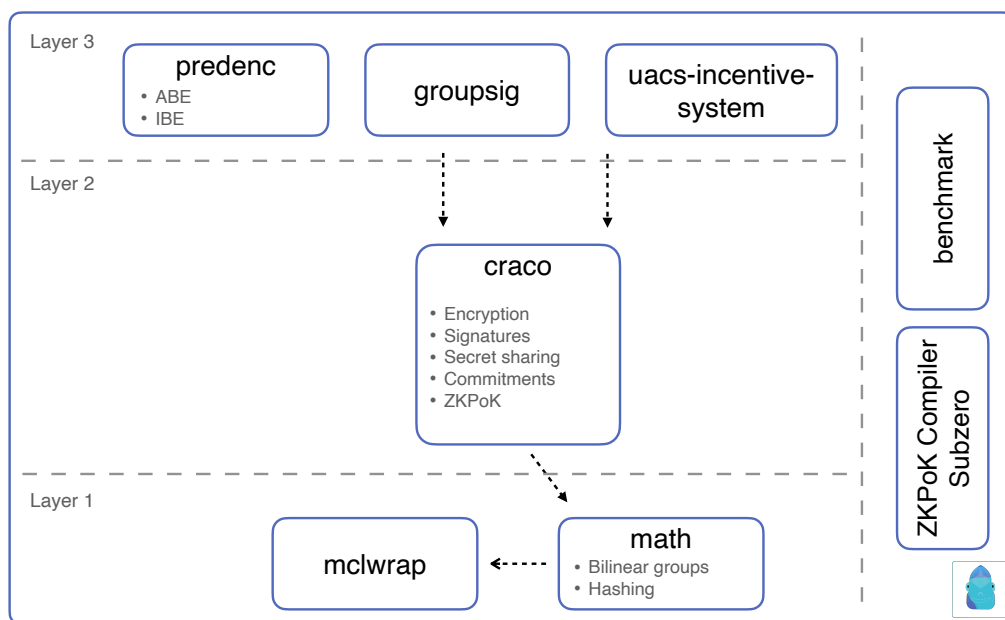 Layer 3
predenc
• ABE
• IBE
groupsig
uacs-incentive-
system
Layer 2
craco
• Encryption
• Signatures
• Secret sharing
• Commitments
• ZKPoK
Layer 1
mclwrap
math
• Bilinear groups
• Hashing
benchmark
ZKPoK Compiler
Subzero